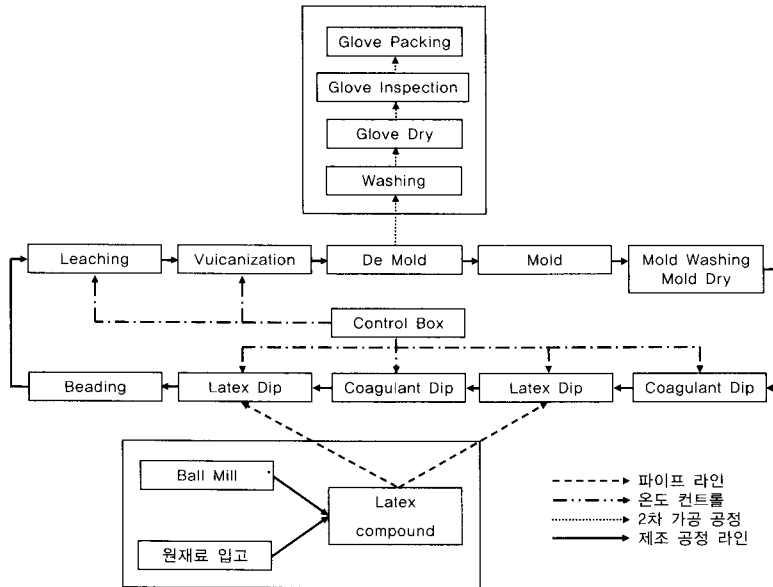 Glove Packing
Glove Inspection
Glove Dry
Washing
Leaching
Vuicanization
De Mold
Mold
Mold Washing
Mold Dry
Control Box
Beading
Latex Dip
Coagulant Dip
Latex Dip
Coagulant Dip
Ball Mill
Latex
compound
원재료 입고
파이프 라인
온도 컨트롤
2차 가공 공정
제조 공정 라인